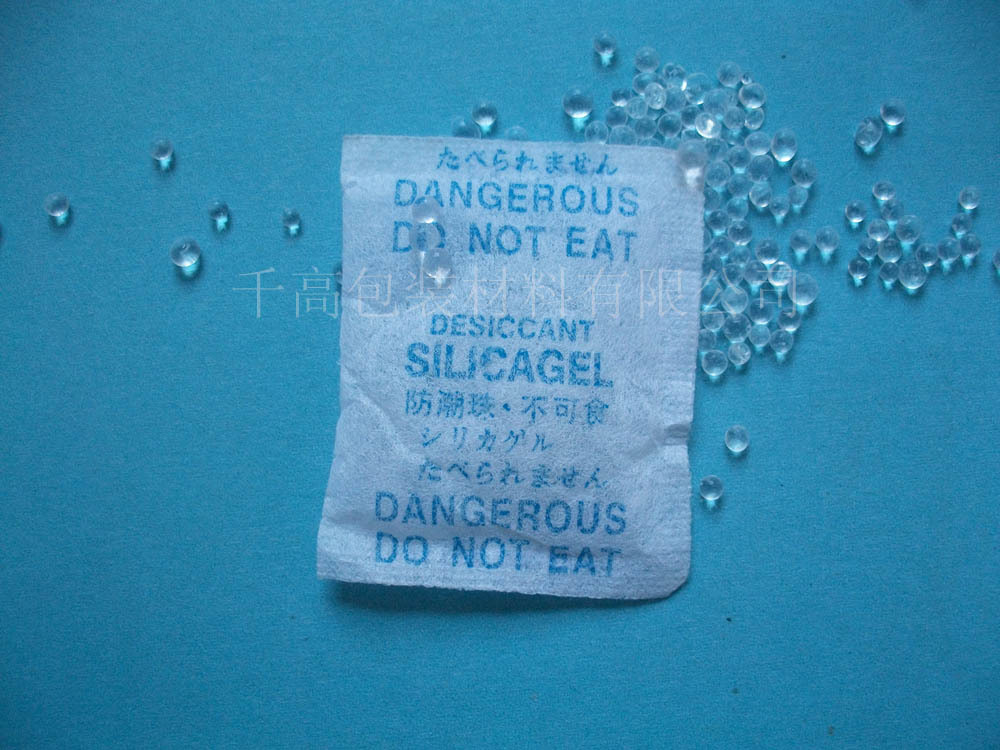 たべられません
DANGEROUS
DO NOT EAT
千高包装材料有限公司
DESICCANT
SILICAGEL
防潮珠·不可食
シリカゲル
たべられません
DANGEROUS
DO NOT EAT